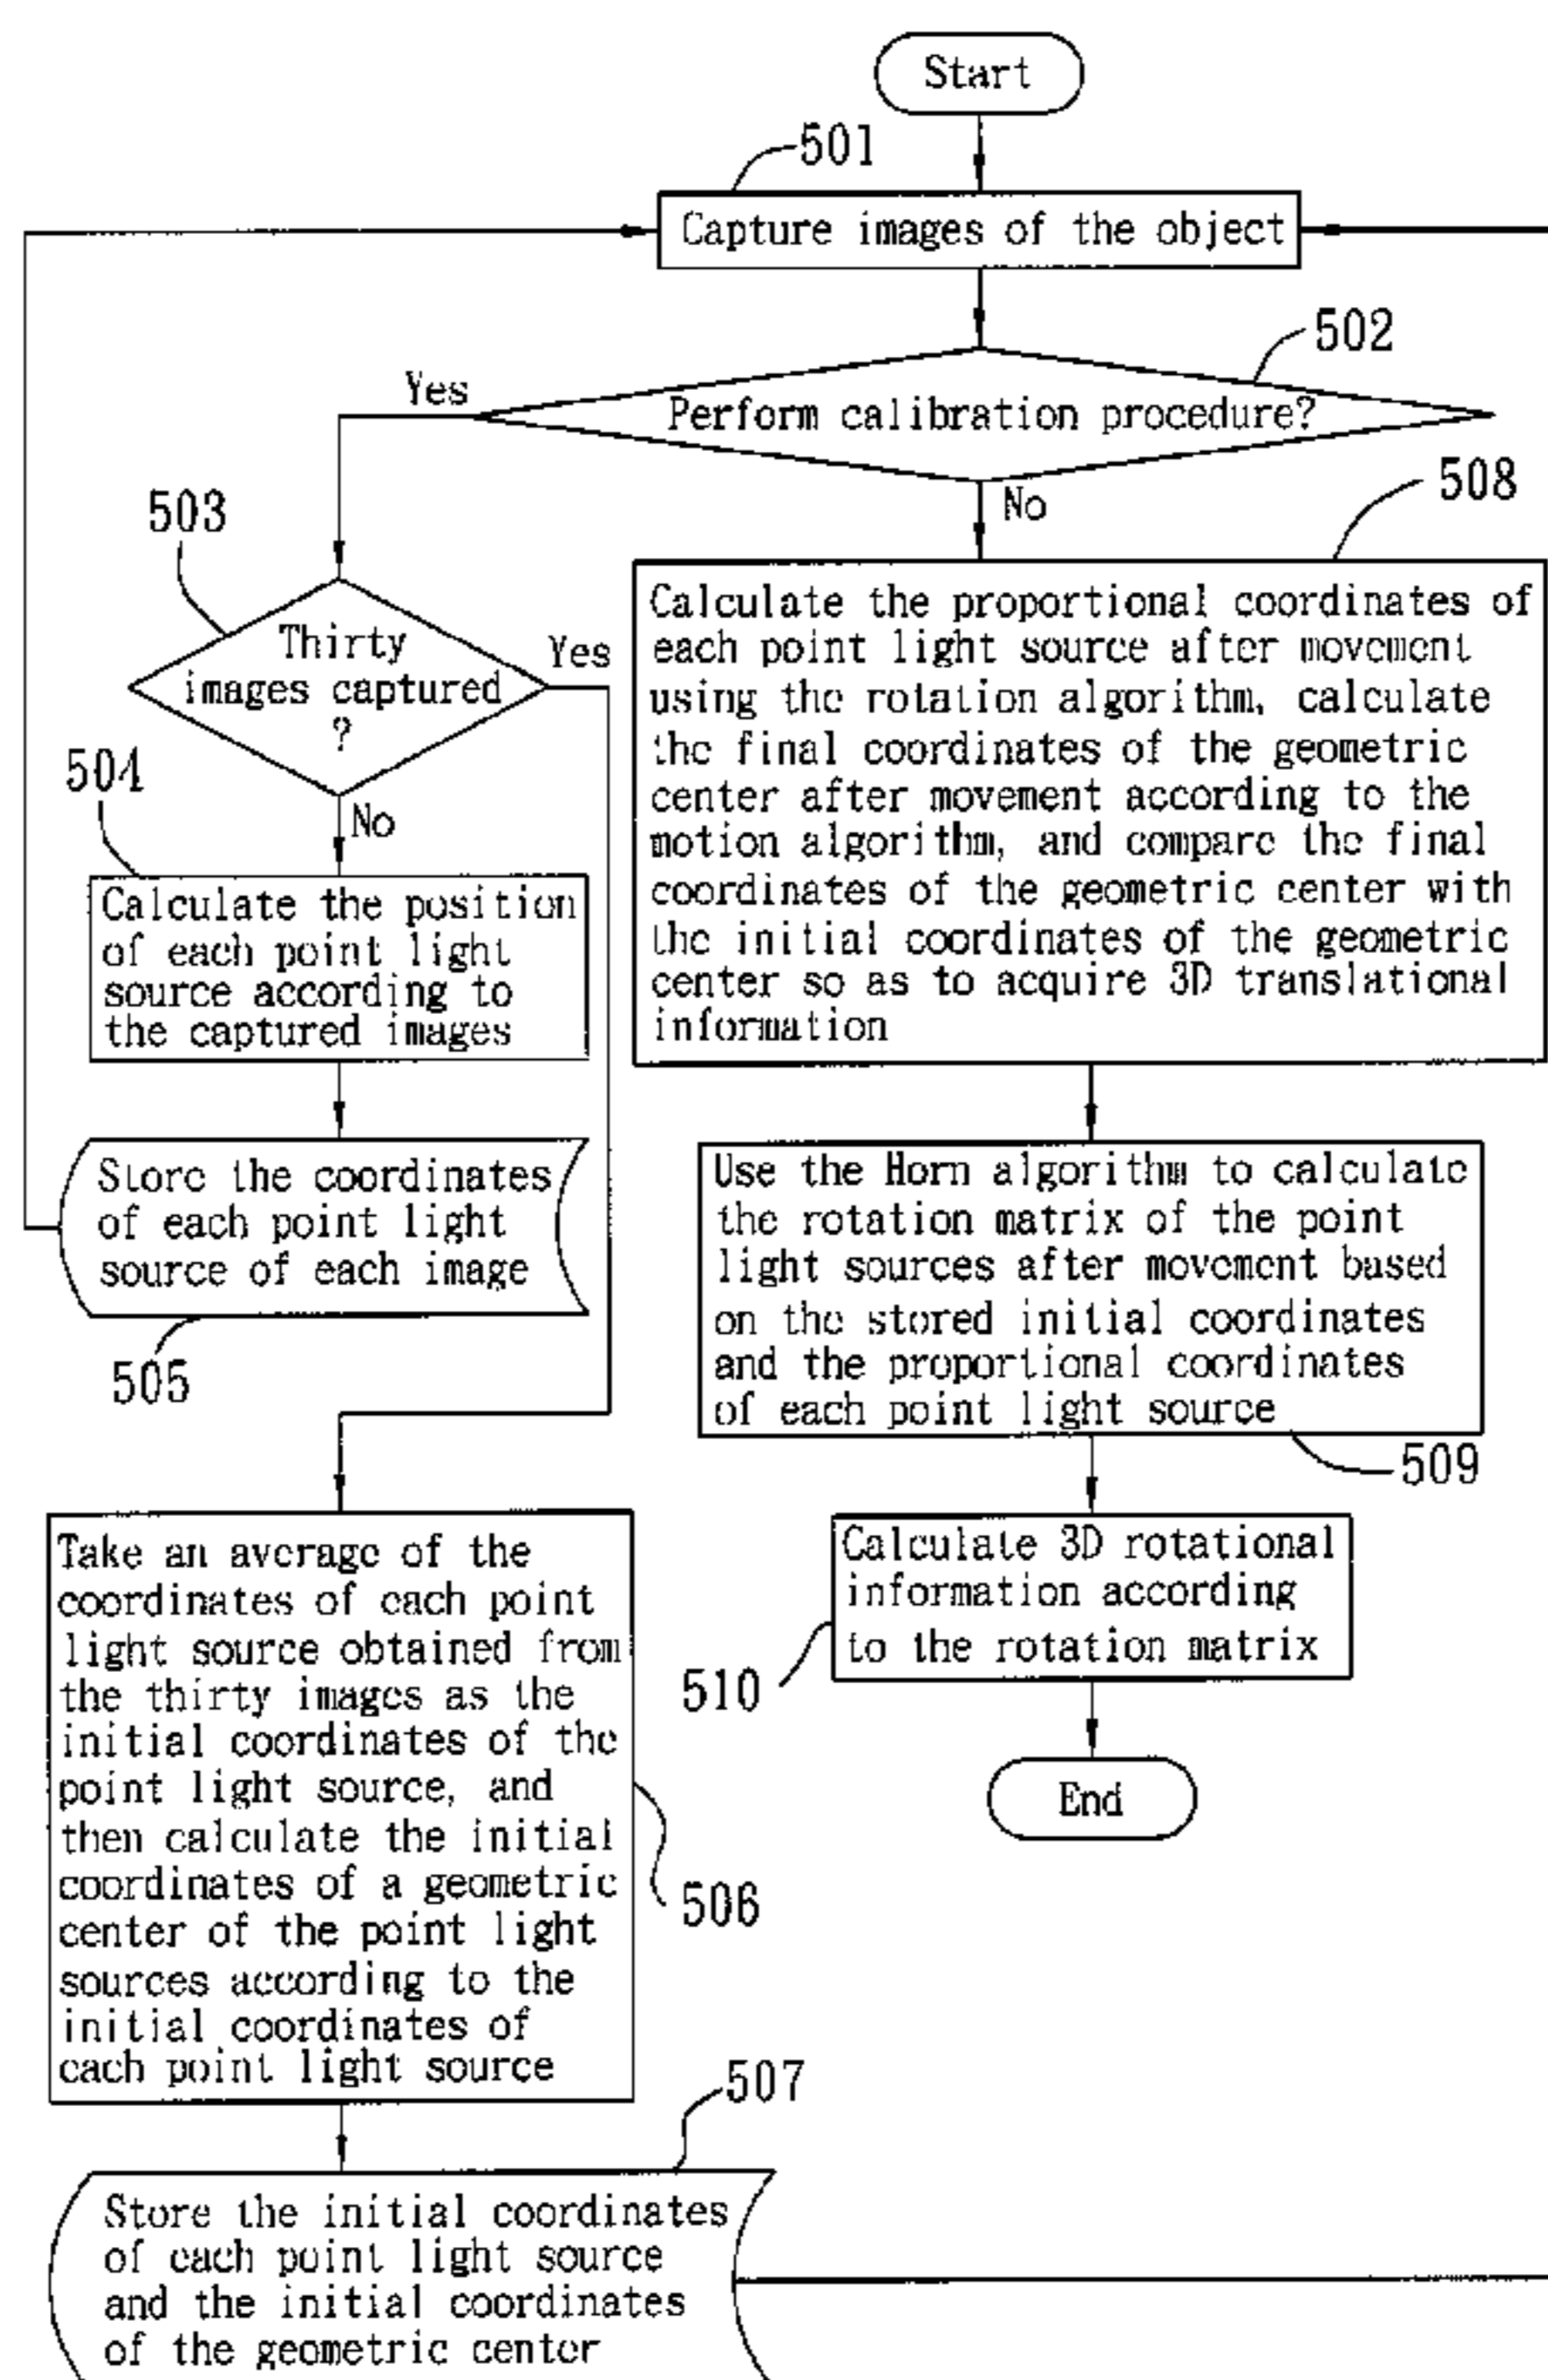 Start
501
Capture images of the object
502
Perform calibration procedure?
Yes
No
503
Thirty
images captured
?
Yes
No
504
Calculate the position
of each point light
source according to
the captured images
Store the coordinates
of each point light
source of each image
505
Take an average of the
coordinates of each point
light source obtained from
the thirty images as the
initial coordinates of the
point light source, and
then calculate the initial
coordinates of a geometric
center of the point light
sources according to the
initial coordinates of
each point light source
506
507
Store the initial coordinates
of each point light source
and the initial coordinates
of the geometric center
508
Calculate the proportional coordinates of
each point light source after movement
using the rotation algorithm, calculate
the final coordinates of the geometric
center after movement according to the
motion algorithm, and compare the final
coordinates of the geometric center with
the initial coordinates of the geometric
center so as to acquire 3D translational
information
Use the Horn algorithm to calculate
the rotation matrix of the point
light sources after movement based
on the stored initial coordinates
and the proportional coordinates
of each point light source
509
Calculate 3D rotational
information according
to the rotation matrix
510
End